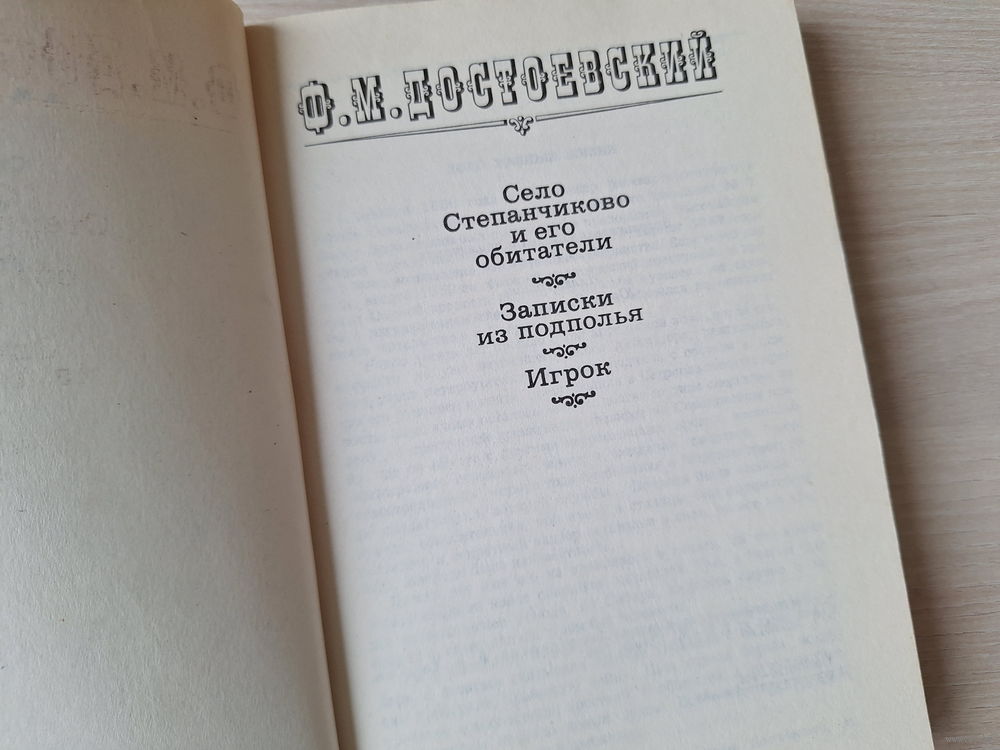 Ф.М.ДОСТОЕВСКИЙ
Село
Степанчиково
и его
обитатели
Записки
из подполья
Игрок